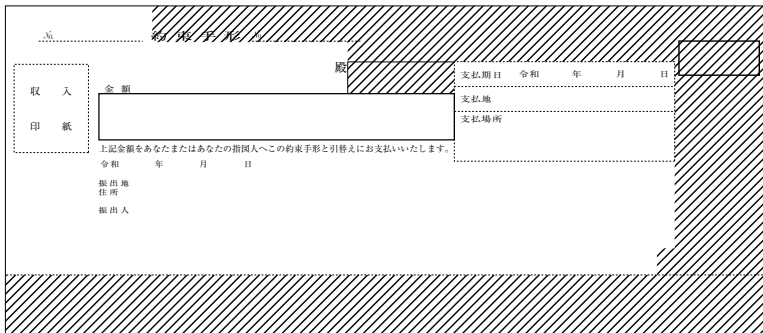 № 約束手形 №
殿
収入
印紙
金額
支払期日 令和 年 月 日
支払地
支払場所
上記金額をあなたまたはあなたの指図人へこの約束手形と引替えにお支払いいたします。
令和 年 月 日
振出地
住所
振出人